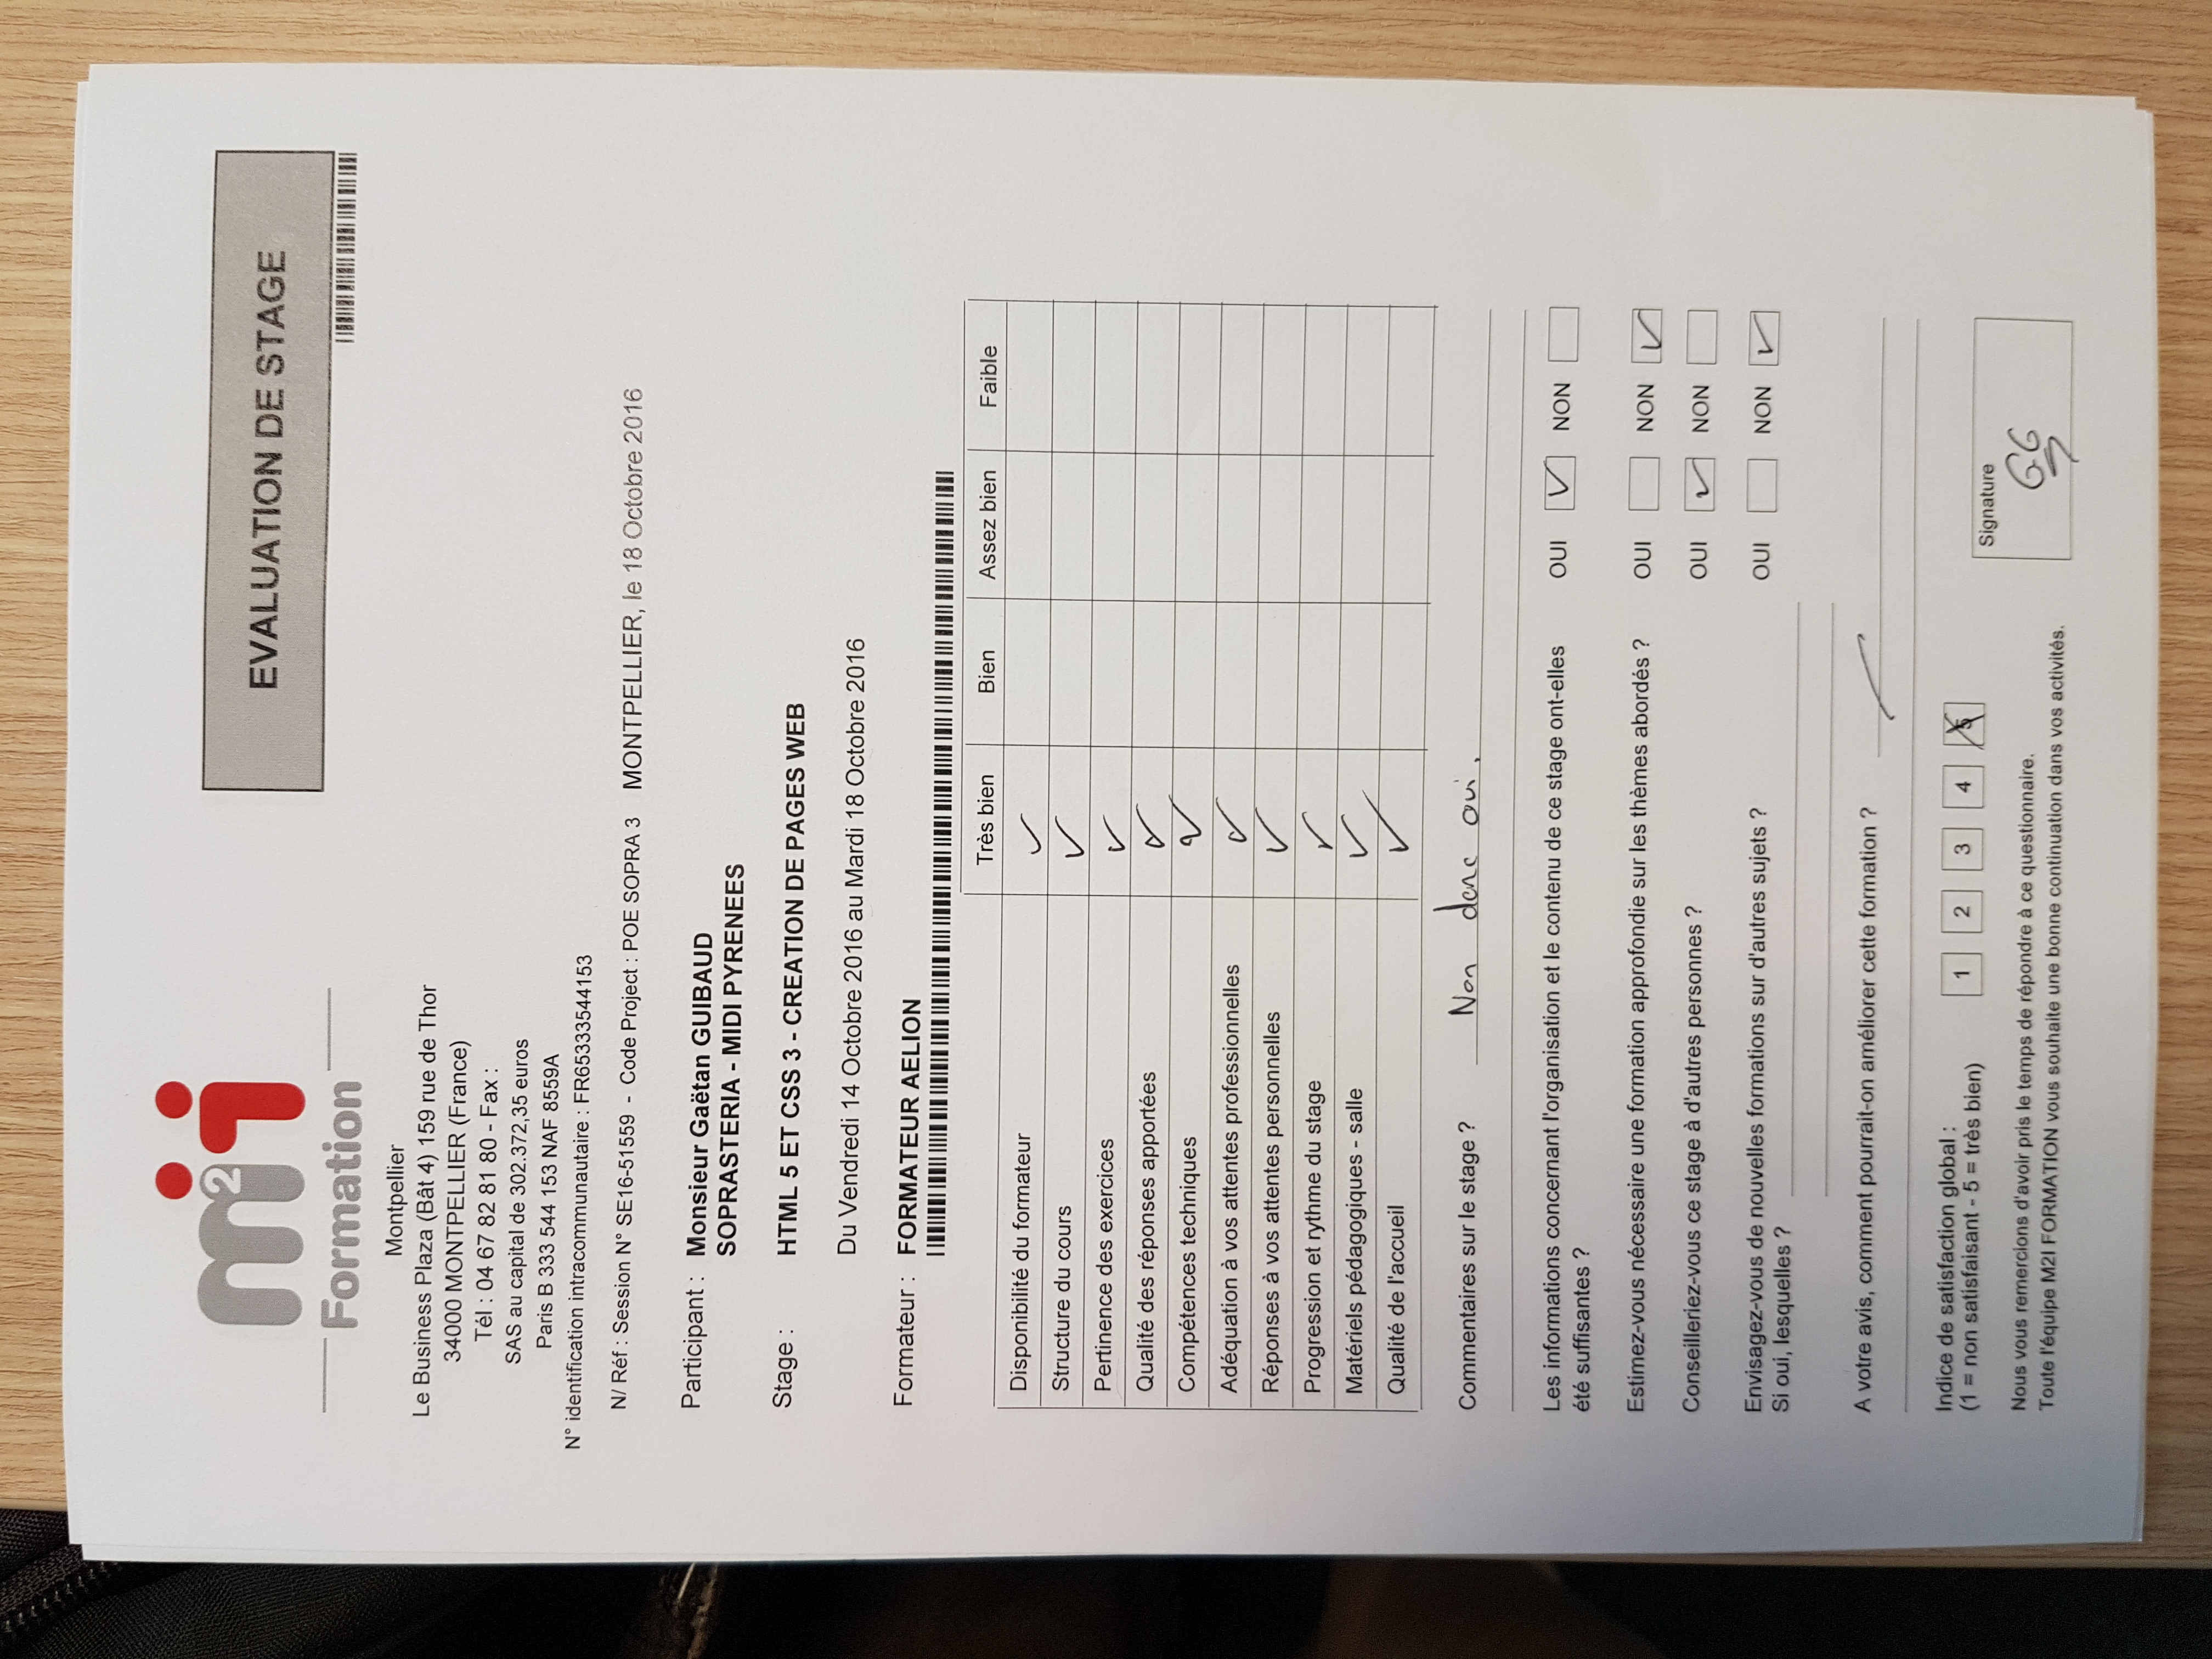 m2i
Formation
EVALUATION DE STAGE
Montpellier
Le Business Plaza (Bât 4) 159 rue de Thor
34000 MONTPELLIER (France)
Tél : 04 67 82 81 80 - Fax :
SAS au capital de 302.372,35 euros
Paris B 333 544 153 NAF 8559A
N° identification intracommunautaire : FR65333544153
N/ Réf : Session N° SE16-51559 - Code Project : POE SOPRA 3 MONTPELLIER, le 18 Octobre 2016
Participant : Monsieur Gaëtan GUIBAUD
SOPRASTERIA - MIDI PYRENEES
Stage : HTML 5 ET CSS 3 - CREATION DE PAGES WEB
Du Vendredi 14 Octobre 2016 au Mardi 18 Octobre 2016
Formateur : FORMATEUR AELION
Très bien Bien Assez bien Faible
Disponibilité du formateur
Structure du cours
Pertinence des exercices
Qualité des réponses apportées
Compétences techniques
Adéquation à vos attentes professionnelles
Réponses à vos attentes personnelles
Progression et rythme du stage
Matériels pédagogiques - salle
Qualité de l'accueil
Commentaires sur le stage ? Non donc oui.
Les informations concernant l'organisation et le contenu de ce stage ont-elles OUI NON
été suffisantes ?
Estimez-vous nécessaire une formation approfondie sur les thèmes abordés ? OUI NON
Conseilleriez-vous ce stage à d'autres personnes ? OUI NON
Envisagez-vous de nouvelles formations sur d'autres sujets ? OUI NON
Si oui, lesquelles ?
A votre avis, comment pourrait-on améliorer cette formation ?
Indice de satisfaction global :
(1 = non satisfaisant - 5 = très bien) 1 2 3 4 5
Signature
GG
Nous vous remercions d'avoir pris le temps de répondre à ce questionnaire.
Toute l'équipe M2I FORMATION vous souhaite une bonne continuation dans vos activités.